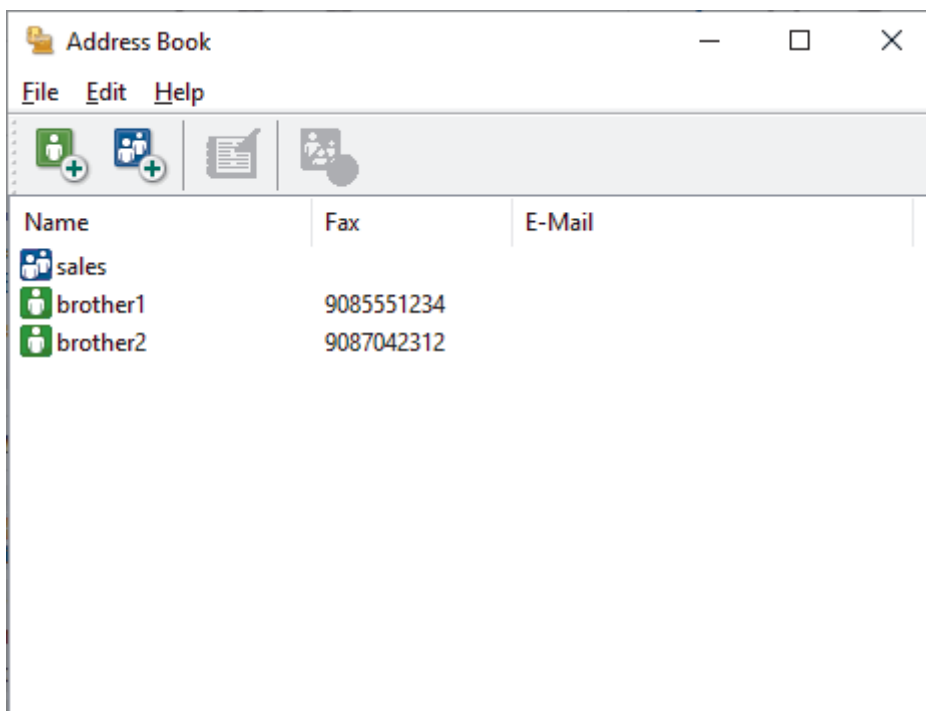 Address Book
File Edit Help
Name Fax E-Mail
sales
brother1 9085551234
brother2 9087042312